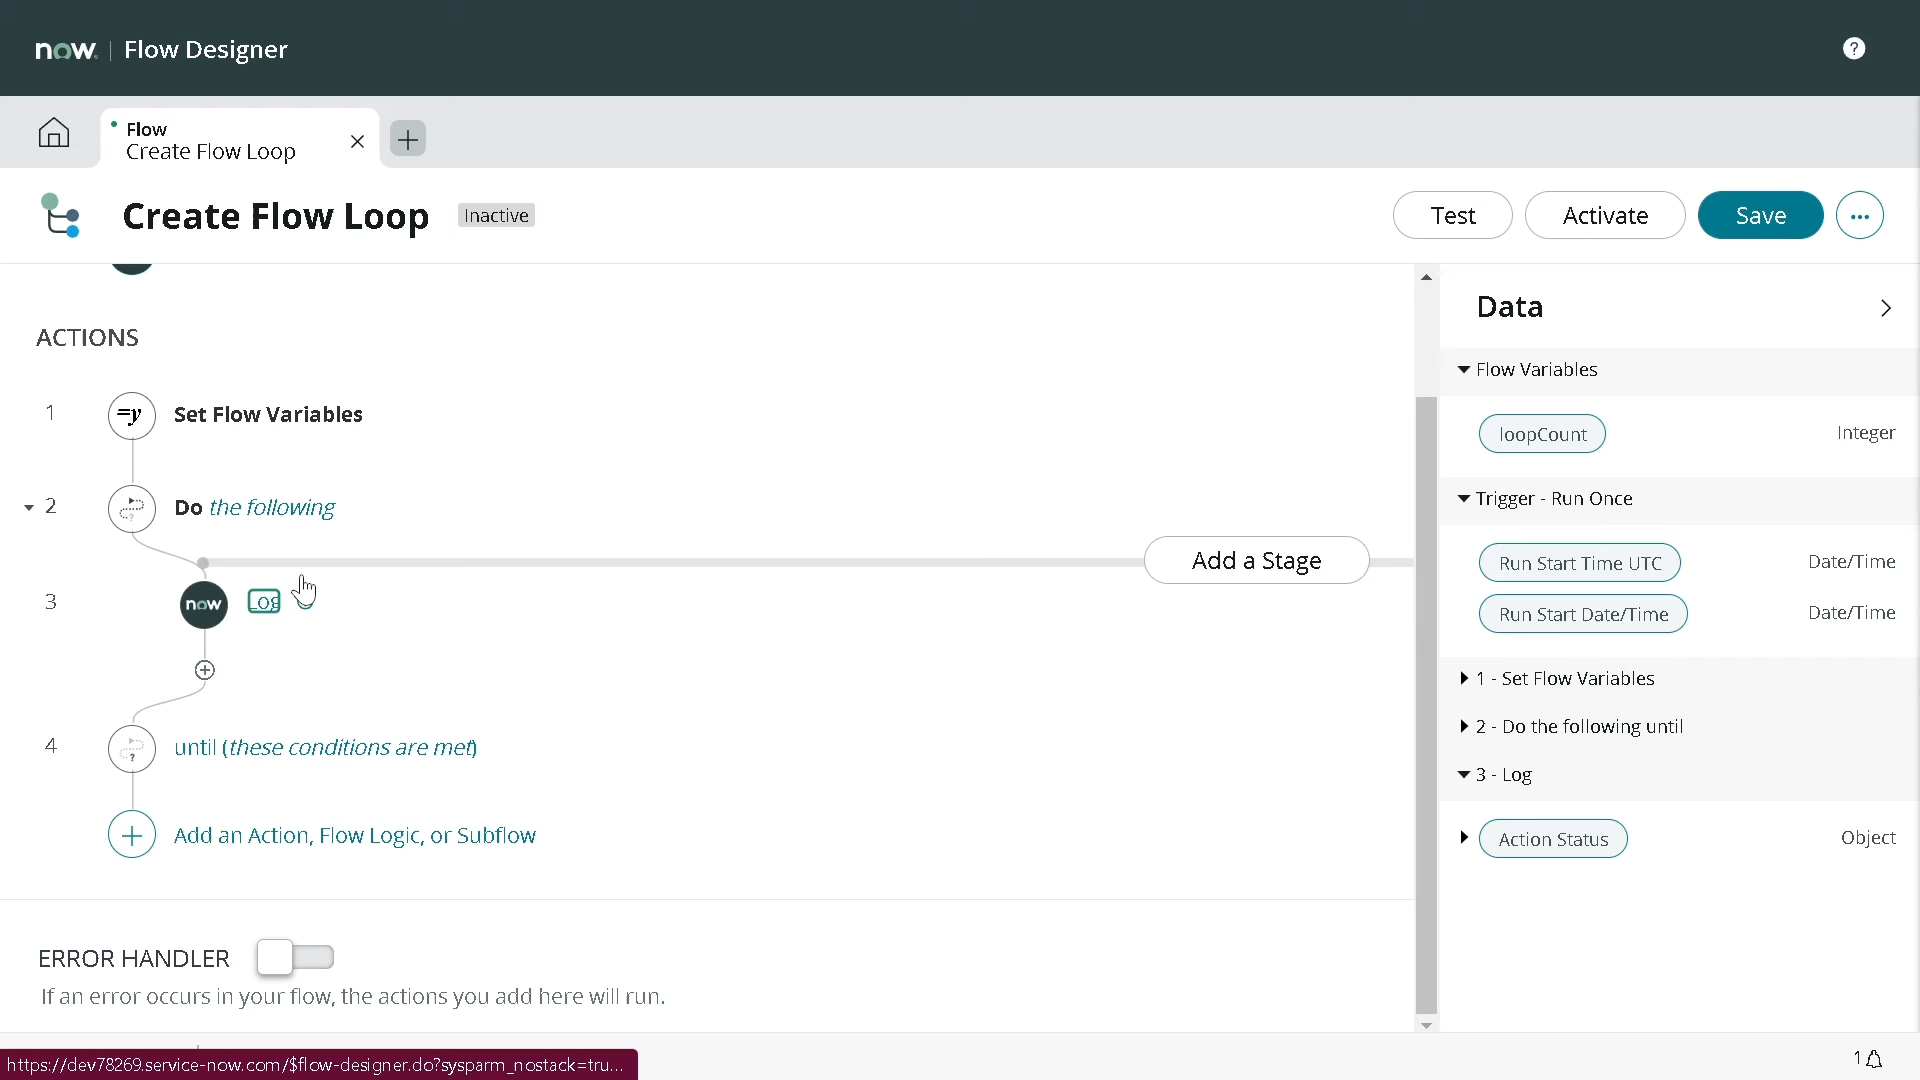 now. | Flow Designer
?
Flow
Create Flow Loop
Create Flow Loop
Inactive
Test
Activate
Save
...
ACTIONS
1
=y
Set Flow Variables
2
Do the following
Add a Stage
3
now
Log
4
until (these conditions are met)
Add an Action, Flow Logic, or Subflow
ERROR HANDLER
If an error occurs in your flow, the actions you add here will run.
Data
Flow Variables
loopCount
Integer
Trigger - Run Once
Run Start Time UTC
Date/Time
Run Start Date/Time
Date/Time
1 - Set Flow Variables
2 - Do the following until
3 - Log
Action Status
Object
https://dev78269.service-now.com/$flow-designer.do?sysparm_nostack=tru...
1